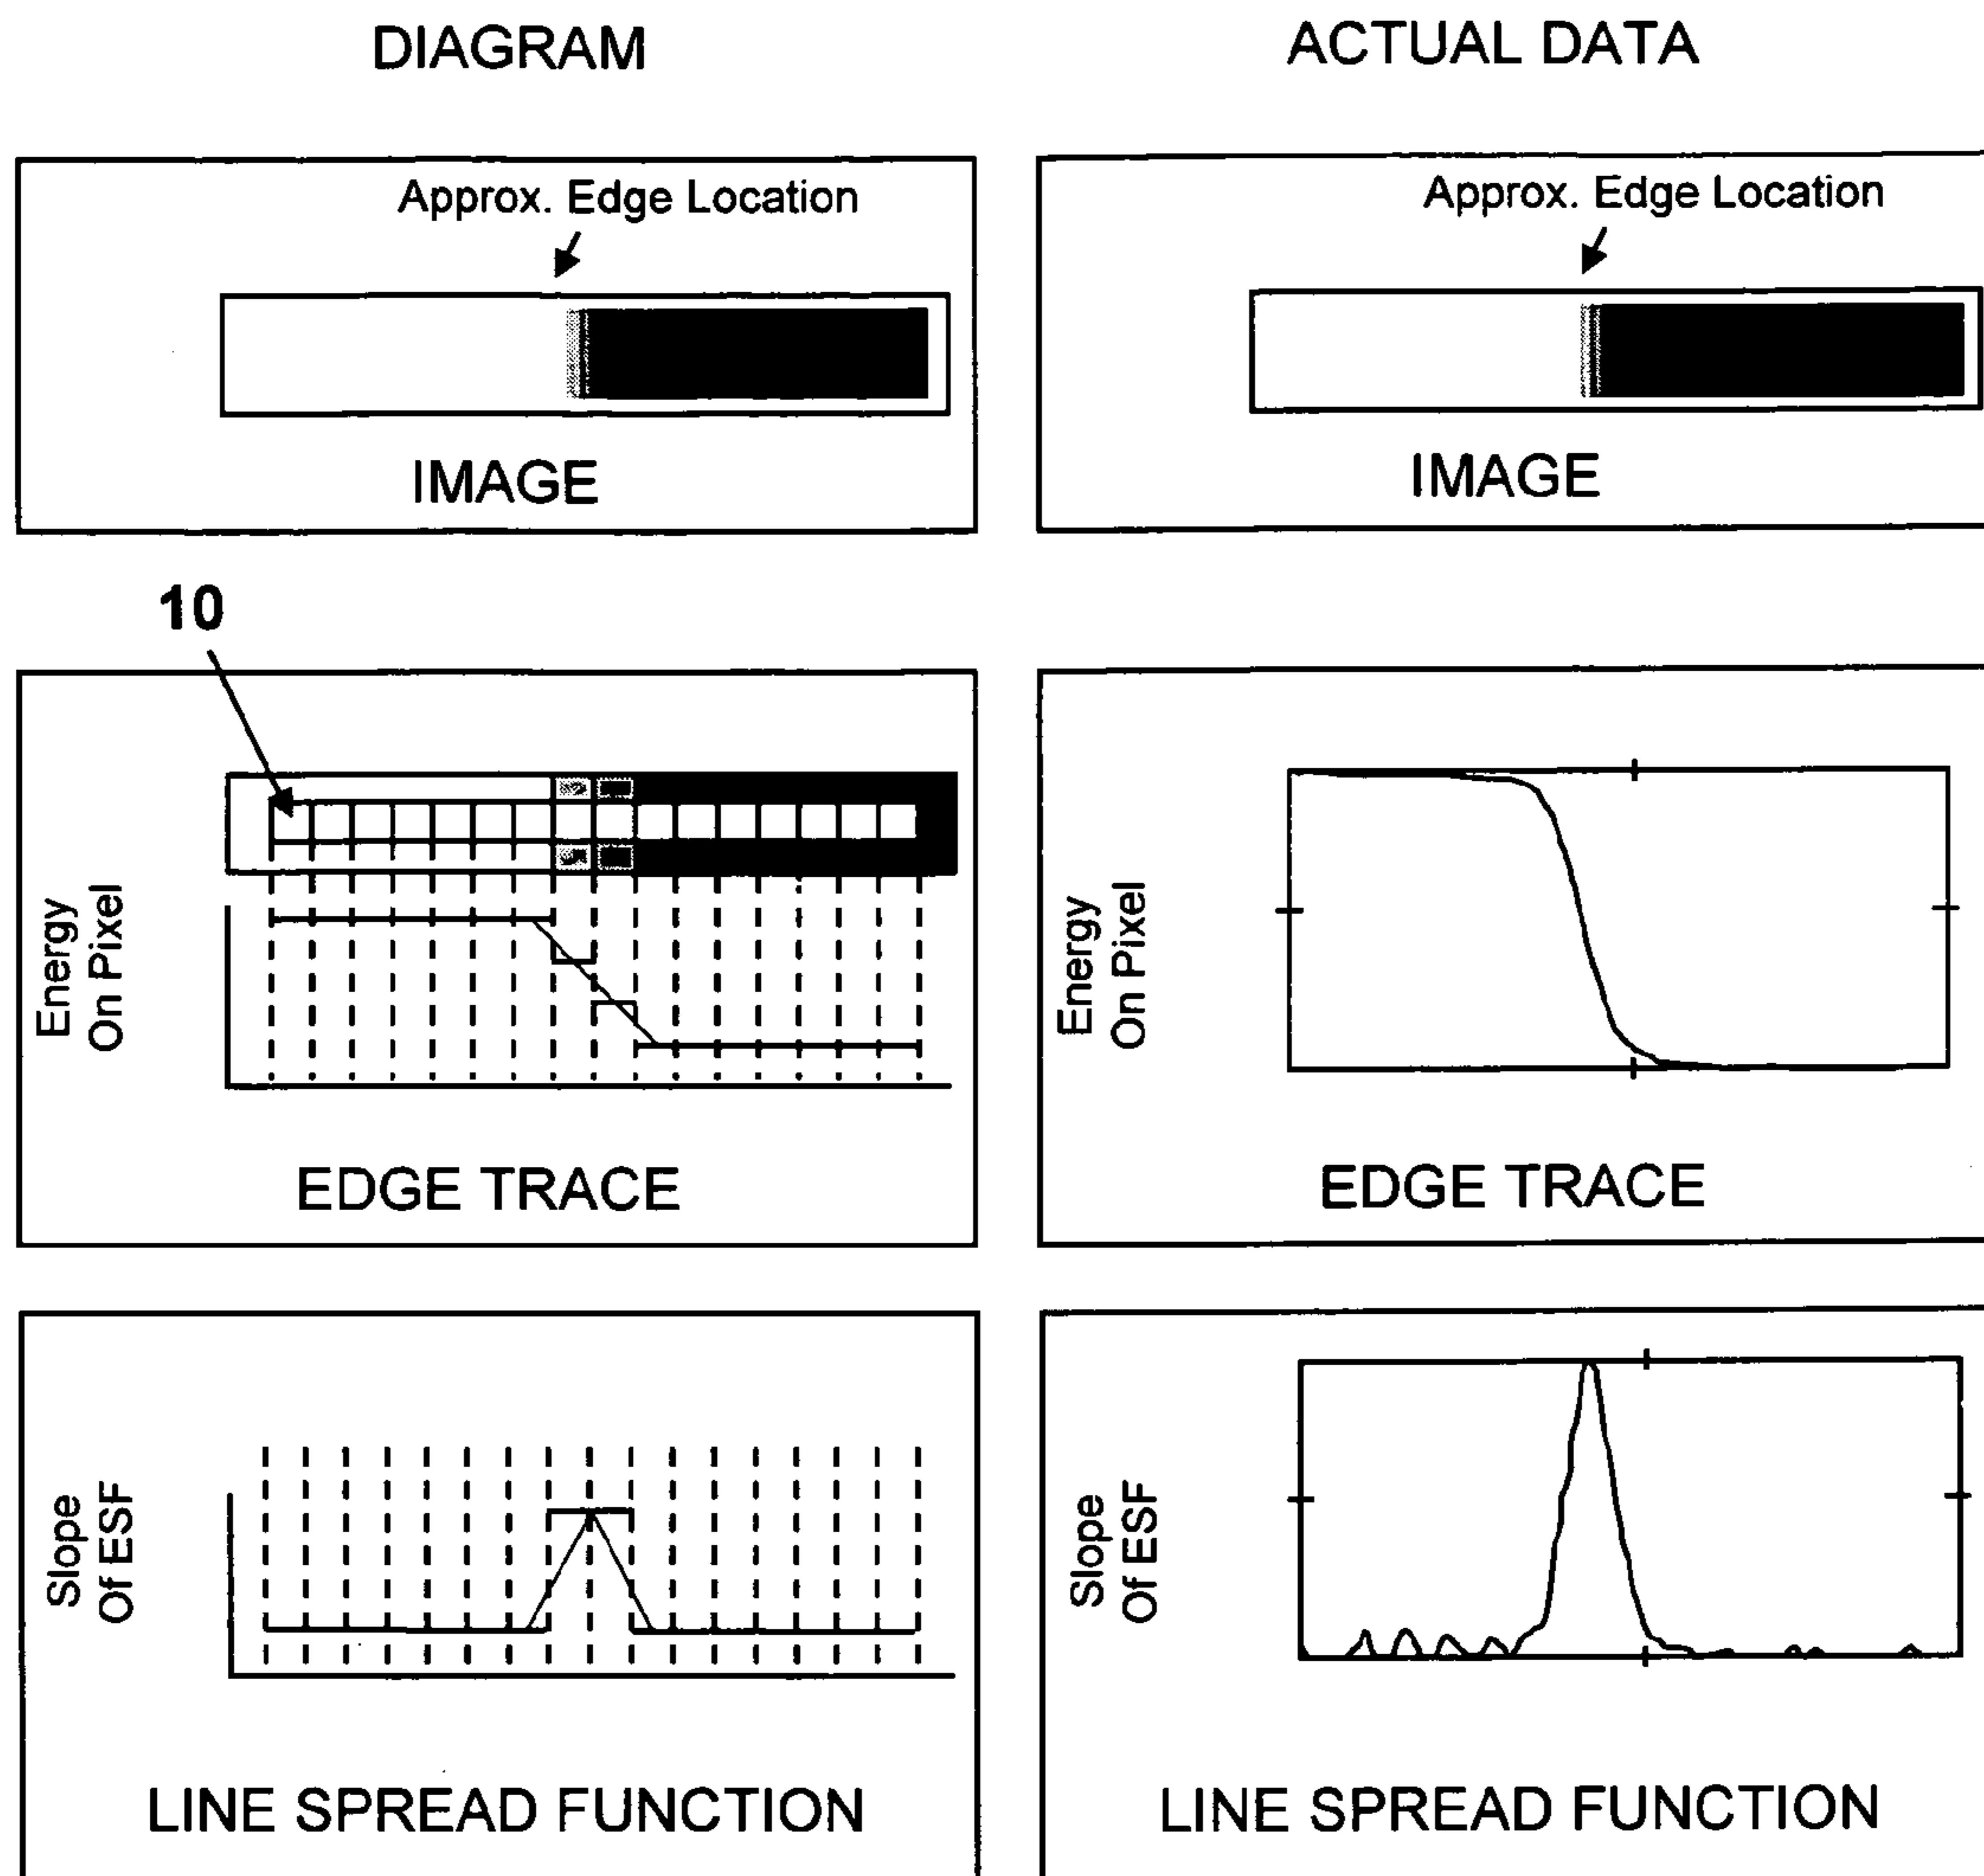 DIAGRAM
ACTUAL DATA
Approx. Edge Location
IMAGE
Approx. Edge Location
IMAGE
10
Energy
On Pixel
EDGE TRACE
Energy
On Pixel
EDGE TRACE
Slope
Of ESF
LINE SPREAD FUNCTION
Slope
Of ESF
LINE SPREAD FUNCTION